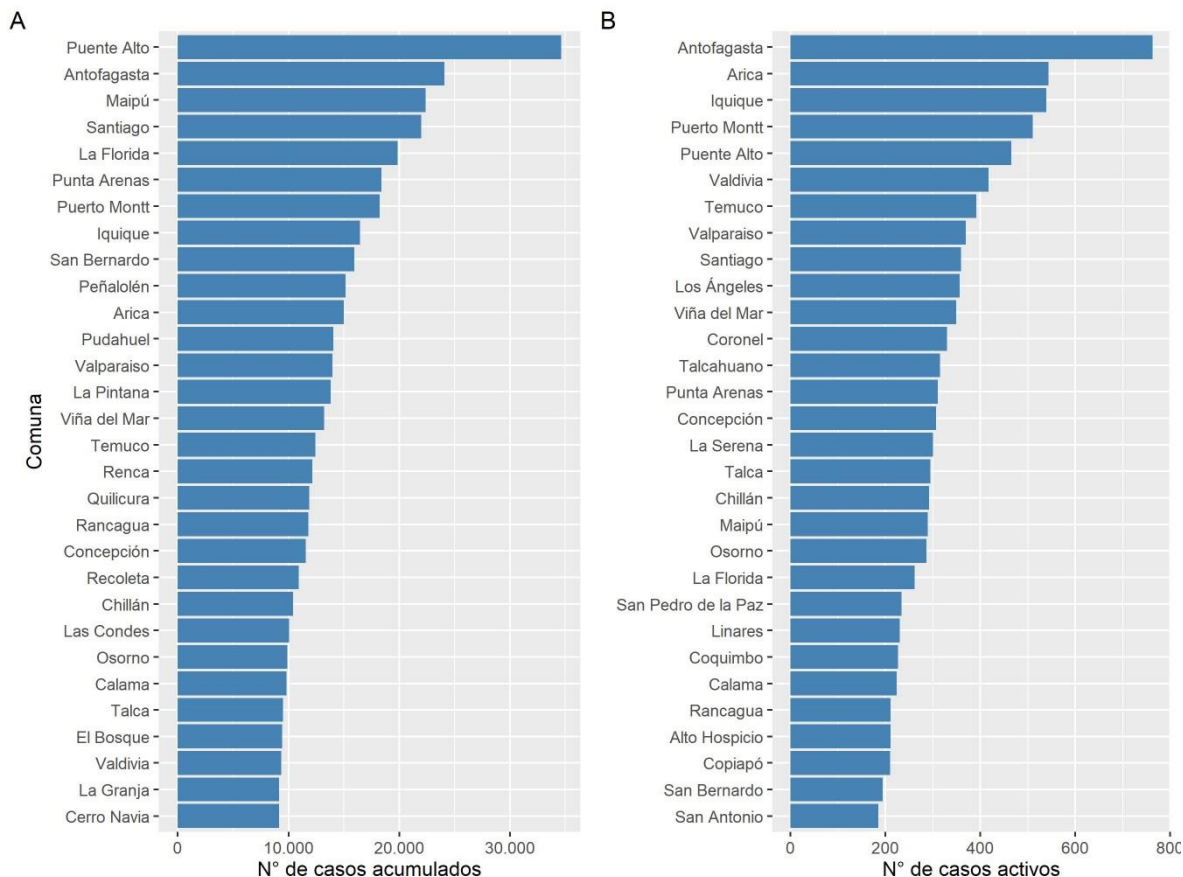 A
Puente Alto
Antofagasta
Maipú
Santiago
La Florida
Punta Arenas
Puerto Montt
Iquique
San Bernardo
Peñalolén
Arica
Pudahuel
Valparaiso
La Pintana
Viña del Mar
Temuco
Renca
Quilicura
Rancagua
Concepción
Recoleta
Chillán
Las Condes
Osorno
Calama
Talca
El Bosque
Valdivia
La Granja
Cerro Navia
Comuna
0 10.000 20.000 30.000
N° de casos acumulados
B
Antofagasta
Arica
Iquique
Puerto Montt
Puente Alto
Valdivia
Temuco
Valparaiso
Santiago
Los Ángeles
Viña del Mar
Coronel
Talcahuano
Punta Arenas
Concepción
La Serena
Talca
Chillán
Maipú
Osorno
La Florida
San Pedro de la Paz
Linares
Coquimbo
Calama
Rancagua
Alto Hospicio
Copiapó
San Bernardo
San Antonio
0 200 400 600 800
N° de casos activos